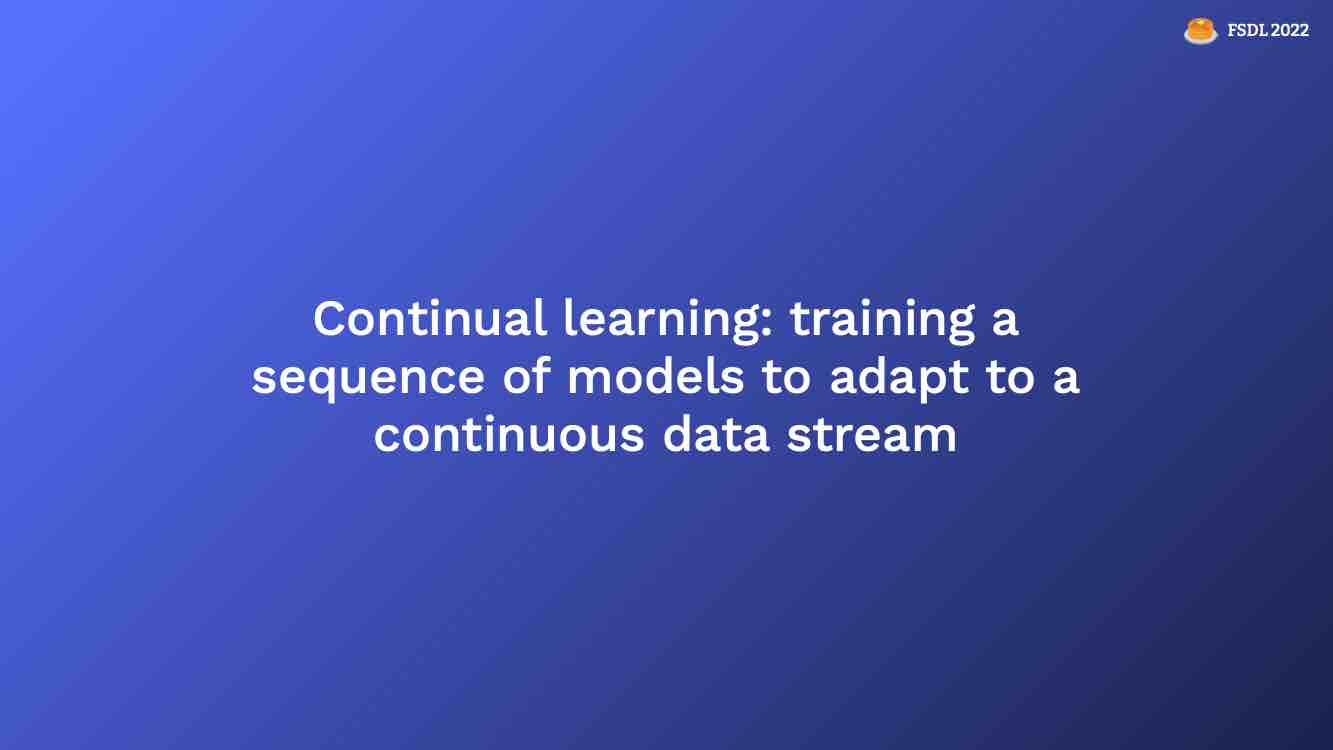 FSDL 2022
Continual learning: training a
sequence of models to adapt to a
continuous data stream